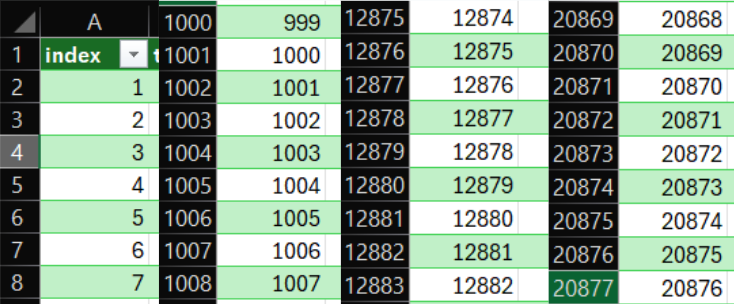 A 1000 999 12875 12874 20869 20868
1 index t 1001 1000 12876 12875 20870 20869
2 1 1002 1001 12877 12876 20871 20870
3 2 1003 1002 12878 12877 20872 20871
4 3 1004 1003 12879 12878 20873 20872
5 4 1005 1004 12880 12879 20874 20873
6 5 1006 1005 12881 12880 20875 20874
7 6 1007 1006 12882 12881 20876 20875
8 7 1008 1007 12883 12882 20877 20876